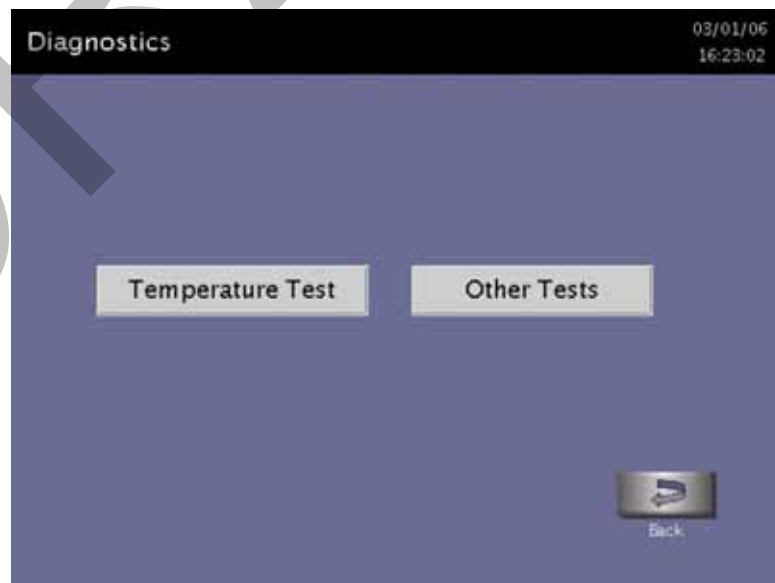 Diagnostics
03/01/06
16:23:02
Temperature Test
Other Tests
Back